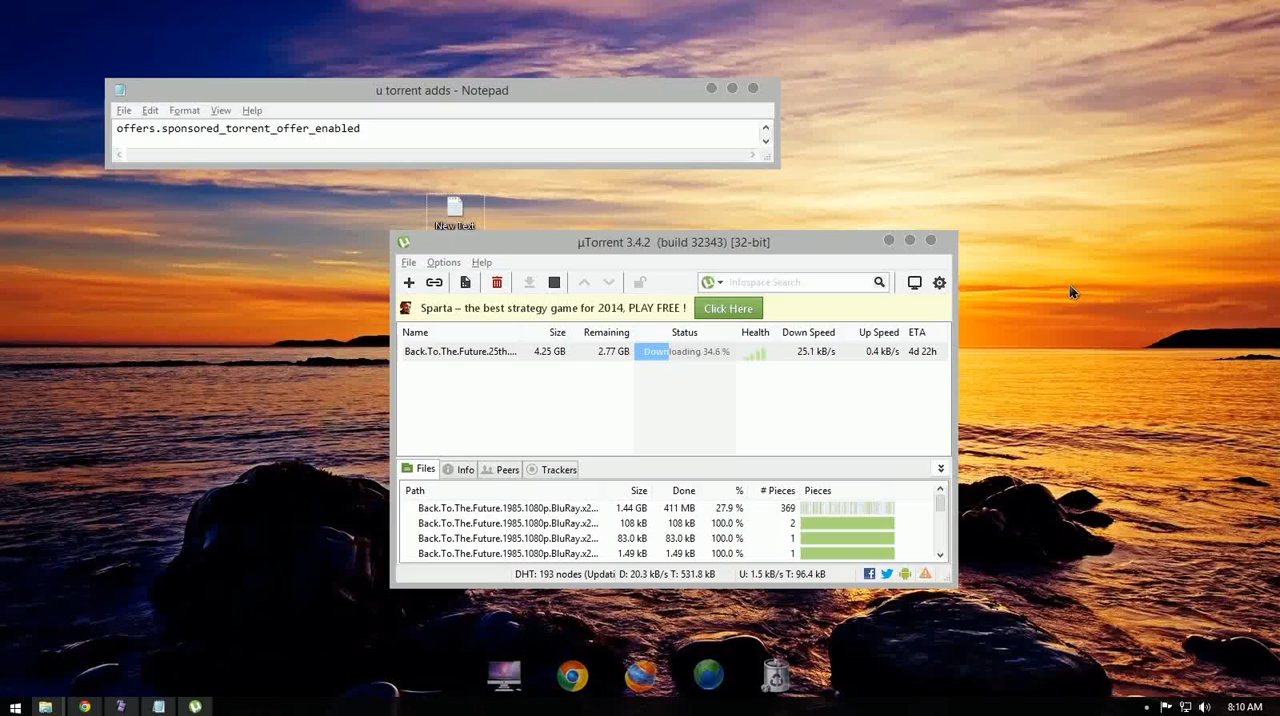 u torrent adds - Notepad
File Edit Format View Help
offers.sponsored_torrent_offer_enabled
New Text
µTorrent 3.4.2 (build 32343) [32-bit]
File Options Help
Infospace Search
Sparta – the best strategy game for 2014, PLAY FREE ! Click Here
Name Size Remaining Status Health Down Speed Up Speed ETA
Back.To.The.Future.25th.... 4.25 GB 2.77 GB Downloading 34.6 % 25.1 kB/s 0.4 kB/s 4d 22h
Files Info Peers Trackers
Path Size Done % # Pieces Pieces
Back.To.The.Future.1985.1080p.BluRay.x2... 1.44 GB 411 MB 27.9 % 369
Back.To.The.Future.1985.1080p.BluRay.x2... 108 kB 108 kB 100.0 % 2
Back.To.The.Future.1985.1080p.BluRay.x2... 83.0 kB 83.0 kB 100.0 % 1
Back.To.The.Future.1985.1080p.BluRay.x2... 1.49 kB 1.49 kB 100.0 % 1
DHT: 193 nodes (Updati D: 20.3 kB/s T: 531.8 kB U: 1.5 kB/s T: 96.4 kB
8:10 AM